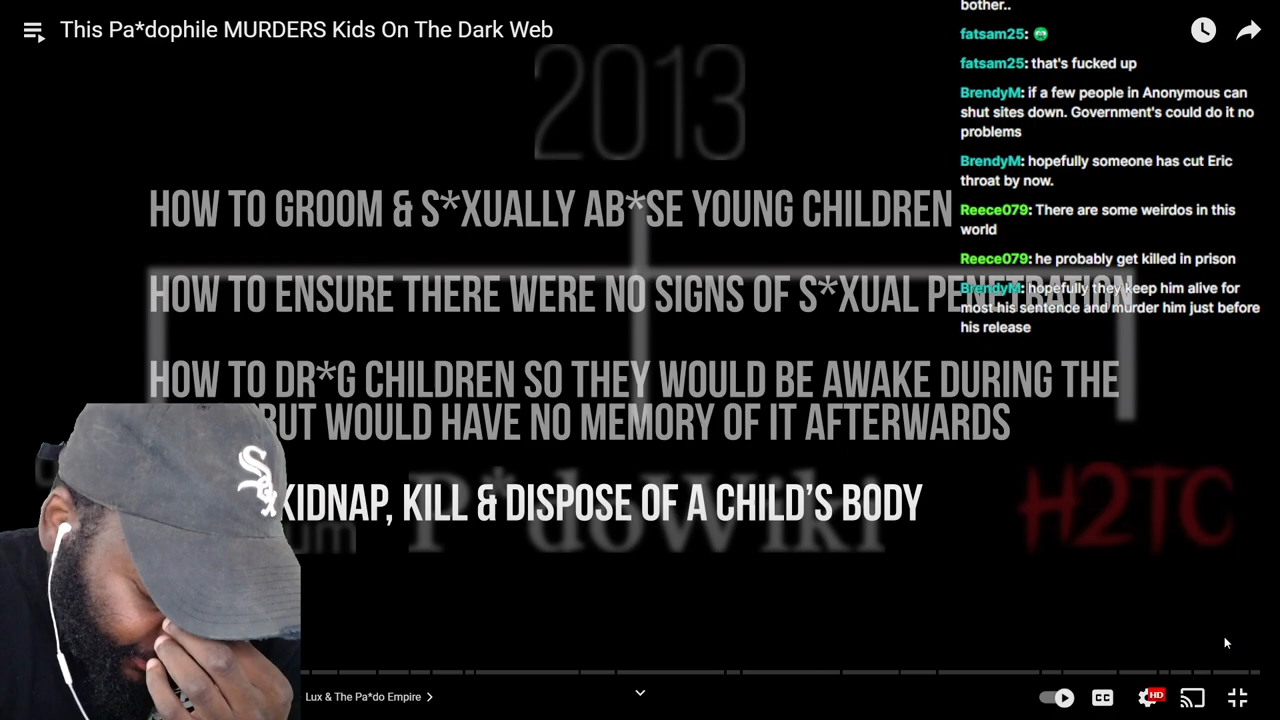 This Pa*dophile MURDERS Kids On The Dark Web
2013
HOW TO GROOM & S*XUALLY AB*SE YOUNG CHILDREN
HOW TO ENSURE THERE WERE NO SIGNS OF S*XUAL PENETRATION
HOW TO DR*G CHILDREN SO THEY WOULD BE AWAKE DURING THE
BUT WOULD HAVE NO MEMORY OF IT AFTERWARDS
KIDNAP, KILL & DISPOSE OF A CHILD'S BODY
P*doWiki
H2TC
bother..
fatsam25:
fatsam25: that's fucked up
BrendyM: if a few people in Anonymous can
shut sites down. Government's could do it no
problems
BrendyM: hopefully someone has cut Eric
throat by now.
Reece079: There are some weirdos in this
world
Reece079: he probably get killed in prison
BrendyM: hopefully they keep him alive for
most his sentence and murder him just before
his release
Sox
Lux & The Pa*do Empire
CC
HD